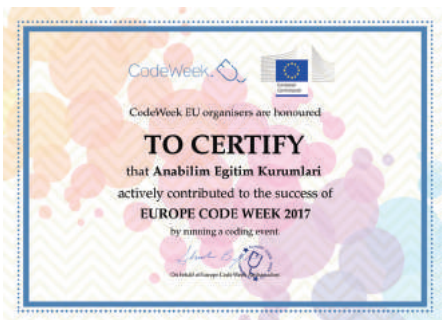 CodeWeek
European
Commission
CodeWeek EU organisers are honoured
TO CERTIFY
that Anabilim Egitim Kurumlari
actively contributed to the success of
EUROPE CODE WEEK 2017
by running a coding event.
On behalf of Europe Code Week